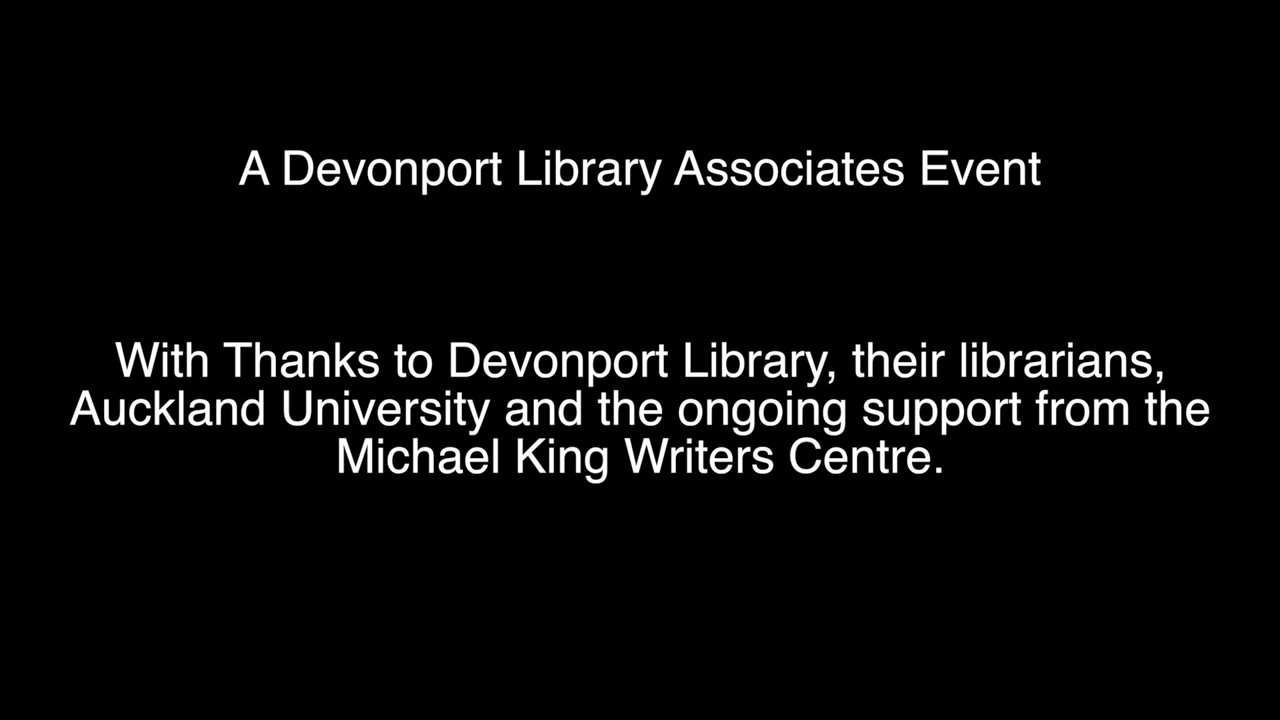 A Devonport Library Associates Event
With Thanks to Devonport Library, their librarians,
Auckland University and the ongoing support from the
Michael King Writers Centre.